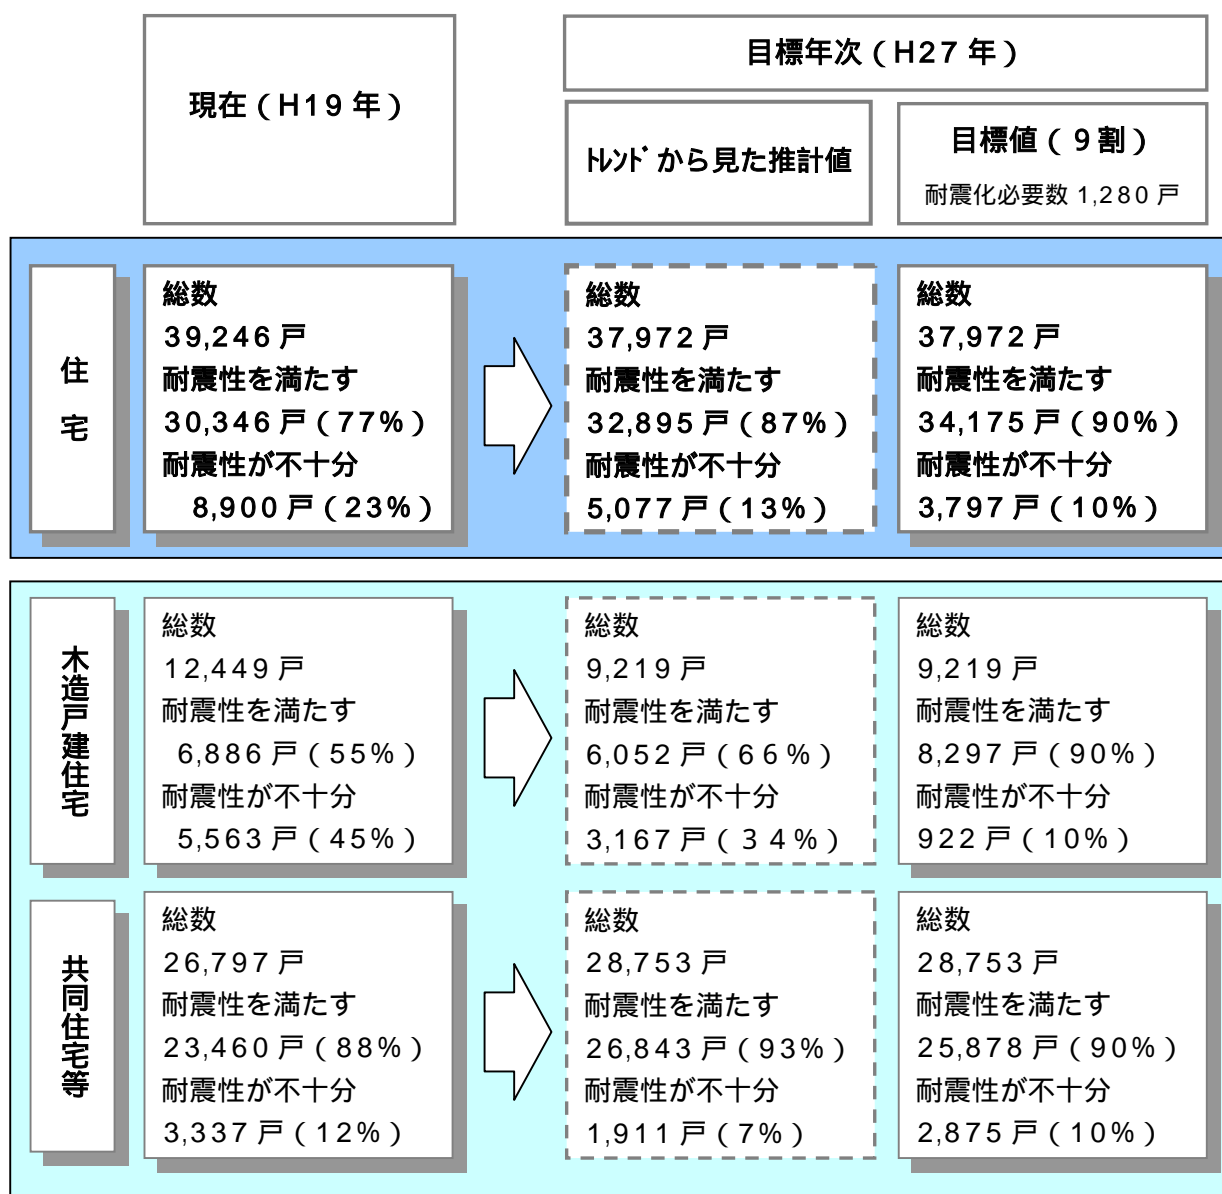 現在（H19年）
目標年次（H27年）
ﾄﾚﾝﾄﾞから見た推計値
目標値（９割）
耐震化必要数 1,280戸
住宅
総数
39,246戸
耐震性を満たす
30,346戸（77%）
耐震性が不十分
8,900戸（23%）
総数
37,972戸
耐震性を満たす
32,895戸（87%）
耐震性が不十分
5,077戸（13%）
総数
37,972戸
耐震性を満たす
34,175戸（90%）
耐震性が不十分
3,797戸（10%）
木造戸建住宅
総数
12,449戸
耐震性を満たす
6,886戸（55%）
耐震性が不十分
5,563戸（45%）
総数
9,219戸
耐震性を満たす
6,052戸（66%）
耐震性が不十分
3,167戸（３４%）
総数
9,219戸
耐震性を満たす
8,297戸（90%）
耐震性が不十分
922戸（10%）
共同住宅等
総数
26,797戸
耐震性を満たす
23,460戸（88%）
耐震性が不十分
3,337戸（12%）
総数
28,753戸
耐震性を満たす
26,843戸（93%）
耐震性が不十分
1,911戸（7%）
総数
28,753戸
耐震性を満たす
25,878戸（90%）
耐震性が不十分
2,875戸（10%）